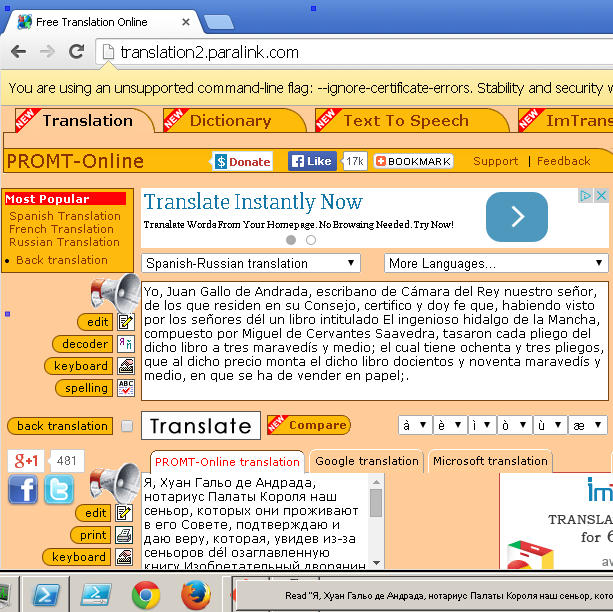 Free Translation Online
translation2.paralink.com
You are using an unsupported command-line flag: --ignore-certificate-errors. Stability and security w
NEW Translation NEW Dictionary NEW Text To Speech NEW ImTrans
PROMT-Online $ Donate Like 17k BOOKMARK Support | Feedback
Most Popular
Spanish Translation
French Translation
Russian Translation
Back translation
Translate Instantly Now
Translate Words From Your Homepage. No Browsing Needed. Try Now!
Spanish-Russian translation More Languages...
edit
decoder
keyboard
spelling
Yo, Juan Gallo de Andrada, escribano de Cámara del Rey nuestro señor,
de los que residen en su Consejo, certifico y doy fe que, habiendo visto
por los señores dél un libro intitulado El ingenioso hidalgo de la Mancha,
compuesto por Miguel de Cervantes Saavedra, tasaron cada pliego del
dicho libro a tres maravedís y medio; el cual tiene ochenta y tres pliegos,
que al dicho precio monta el dicho libro docientos y noventa maravedís y
medio, en que se ha de vender en papel;.
back translation Translate NEW Compare à è ì ò ù æ
g+1 481
PROMT-Online translation Google translation Microsoft translation
edit
print
keyboard
Я, Хуан Гальо де Андрада,
нотариус Палаты Короля наш
сеньор, которых они проживают
в его Совете, подтверждаю и
даю веру, которая, увидев из-за
сеньоров dél озаглавленную
книгу Изобретательный дворянин
im
TRANSLA
for 6
av
Read "Я, Хуан Гальо де Андрада, нотариус Палаты Короля наш сеньор, кото